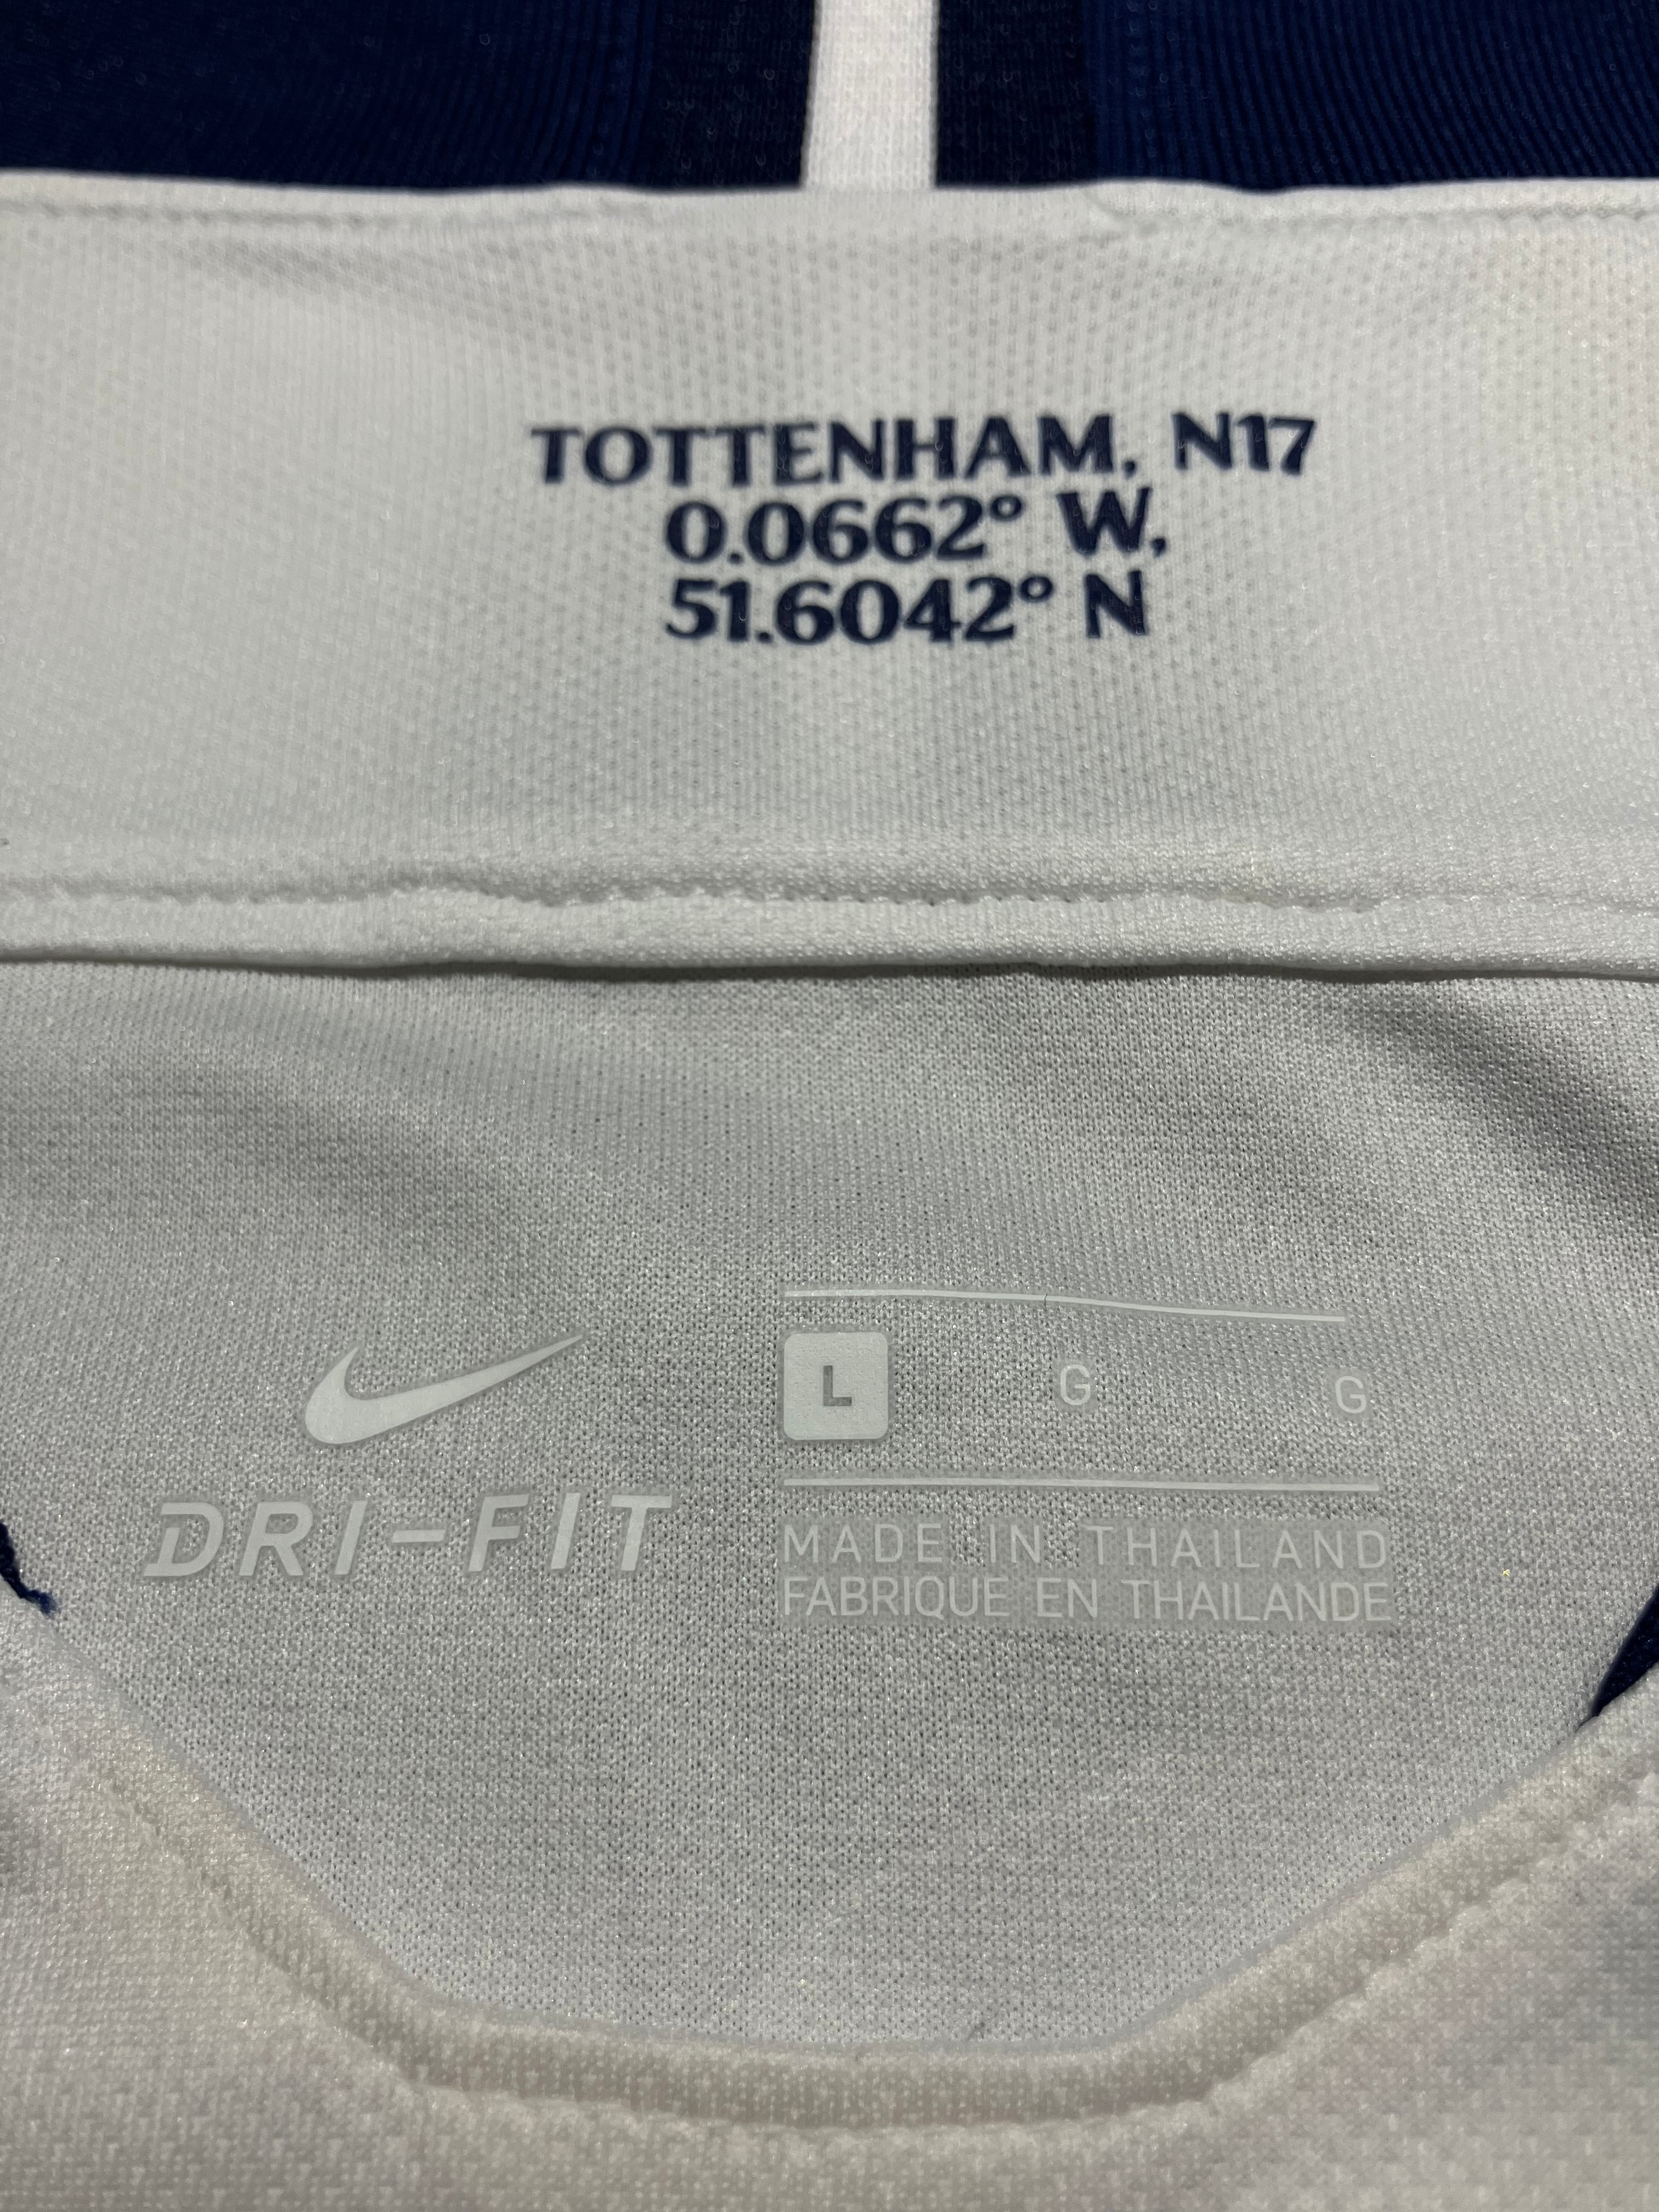 TOTTENHAM, N17
0.0662° W,
51.6042° N
L G G
DRI-FIT
MADE IN THAILAND
FABRIQUE EN THAILANDE